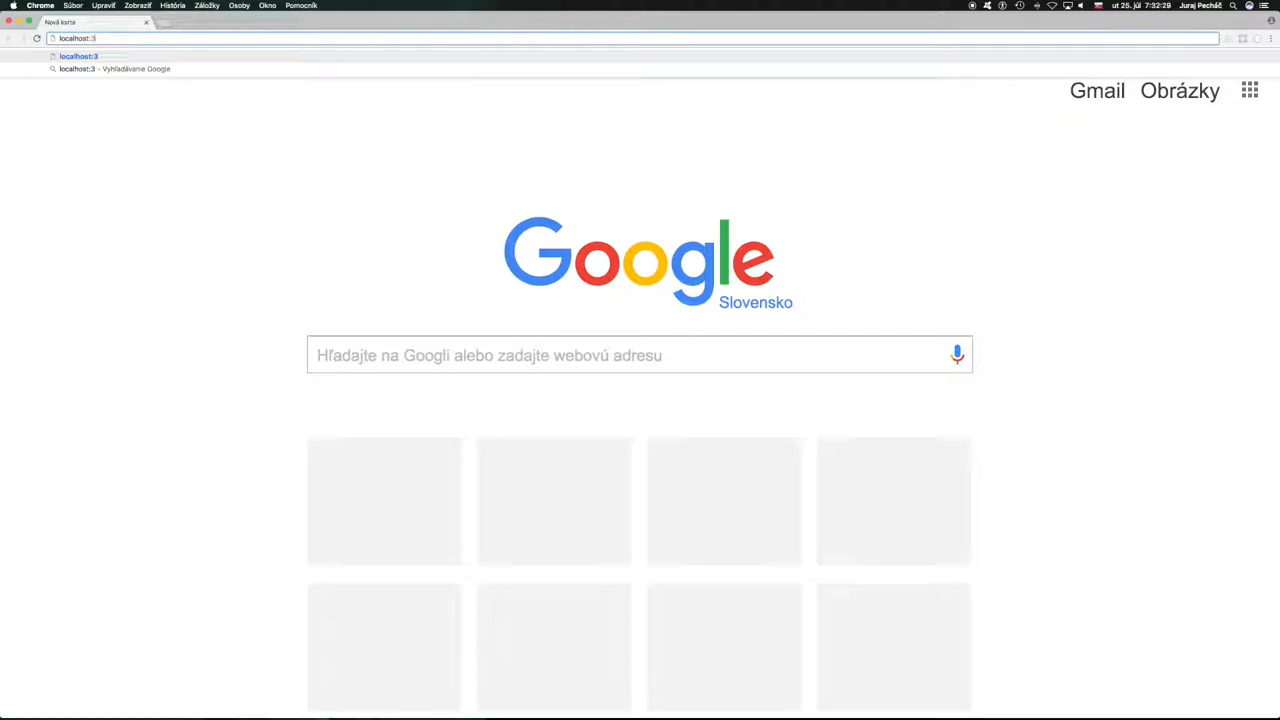 Chrome Súbor Upraviť Zobraziť História Záložky Osoby Okno Pomocník ut 25. júl 7:32:29 Juraj Pecháč
Nová karta
localhost:3
localhost:3
localhost:3 - Vyhľadávanie Google
Gmail Obrázky
Google
Slovensko
Hľadajte na Googli alebo zadajte webovú adresu